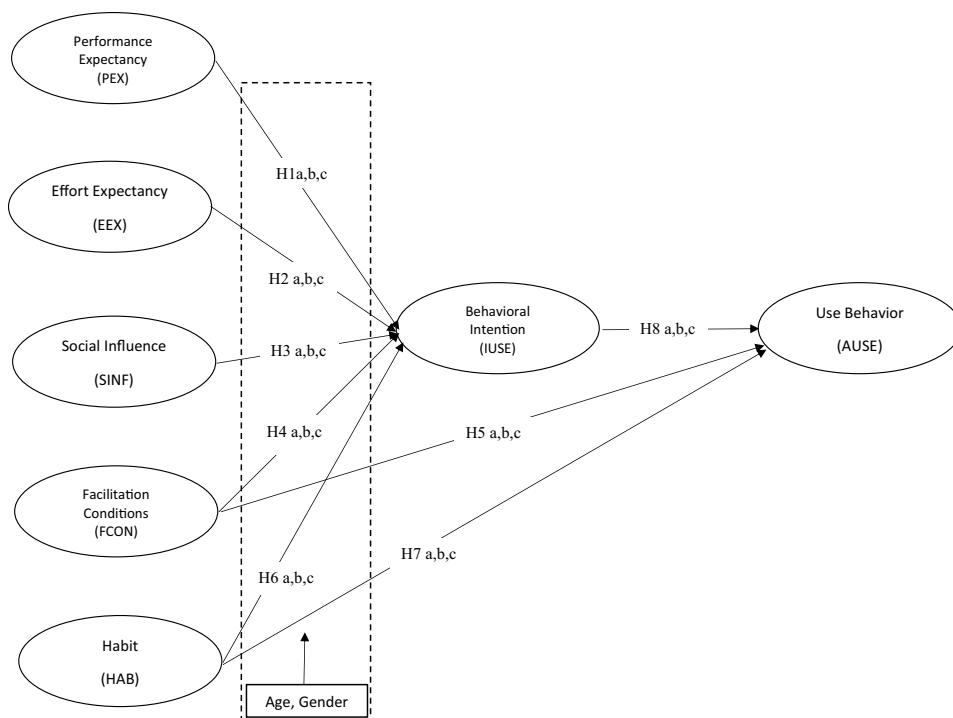 Performance
Expectancy
(PEX)
H1a,b,c
Effort Expectancy
(EEX)
H2 a,b,c
Behavioral
Intention
(IUSE)
H8 a,b,c
Use Behavior
(AUSE)
Social Influence
(SINF)
H3 a,b,c
H4 a,b,c
H5 a,b,c
Facilitation
Conditions
(FCON)
H7 a,b,c
H6 a,b,c
Habit
(HAB)
Age, Gender